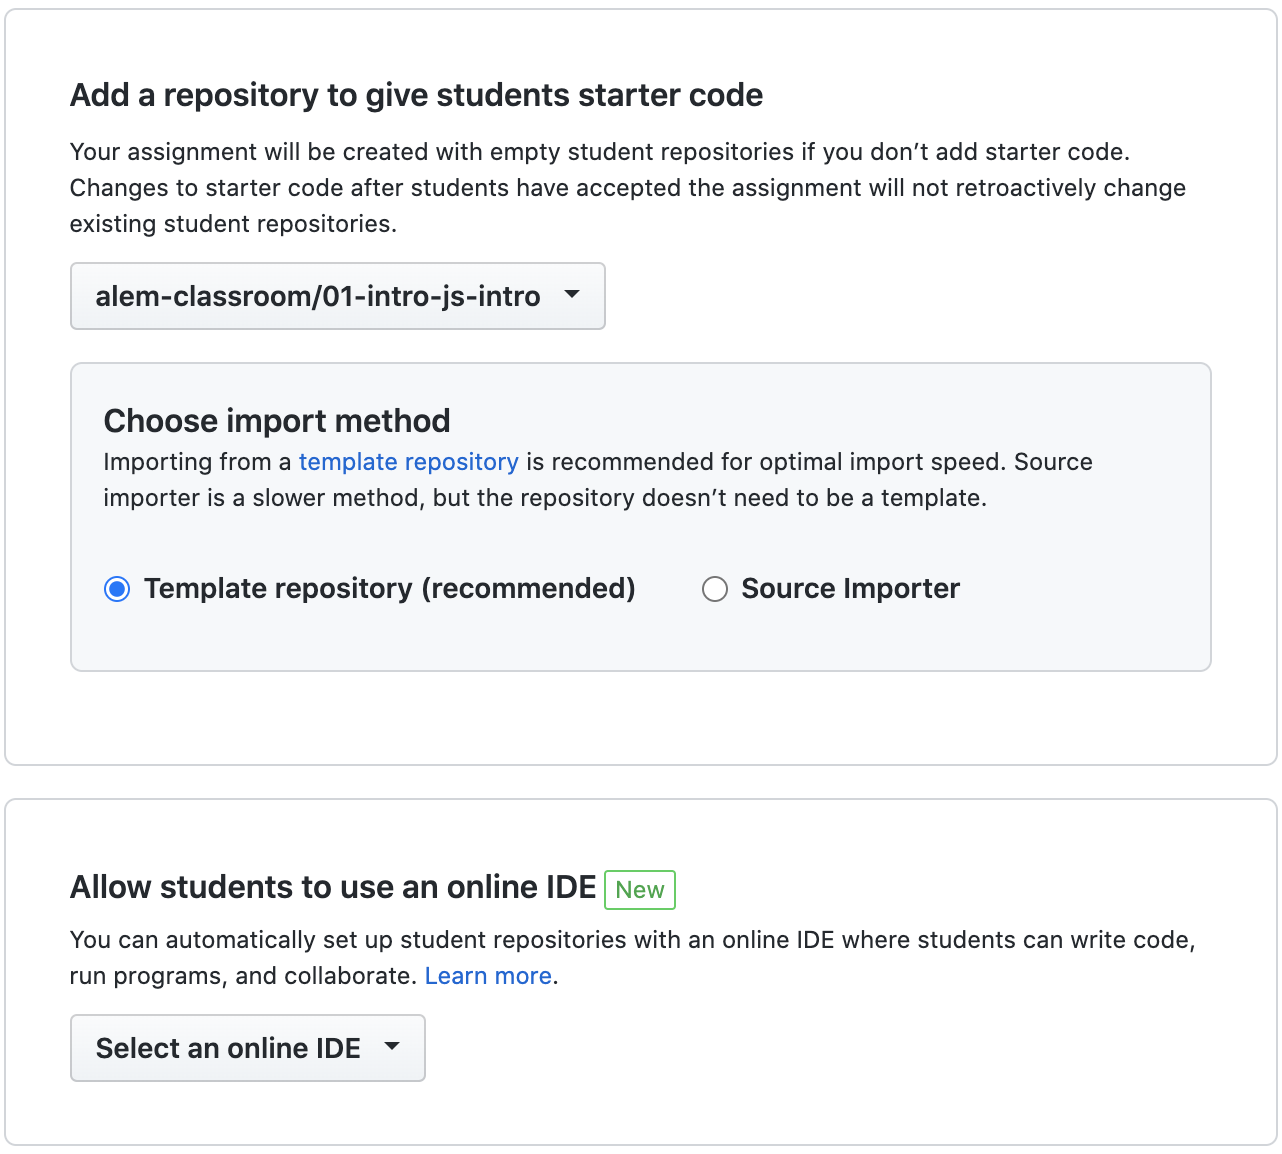 Add a repository to give students starter code
Your assignment will be created with empty student repositories if you don’t add starter code.
Changes to starter code after students have accepted the assignment will not retroactively change
existing student repositories.
alem-classroom/01-intro-js-intro
Choose import method
Importing from a template repository is recommended for optimal import speed. Source
importer is a slower method, but the repository doesn’t need to be a template.
Template repository (recommended) Source Importer
Allow students to use an online IDE New
You can automatically set up student repositories with an online IDE where students can write code,
run programs, and collaborate. Learn more.
Select an online IDE